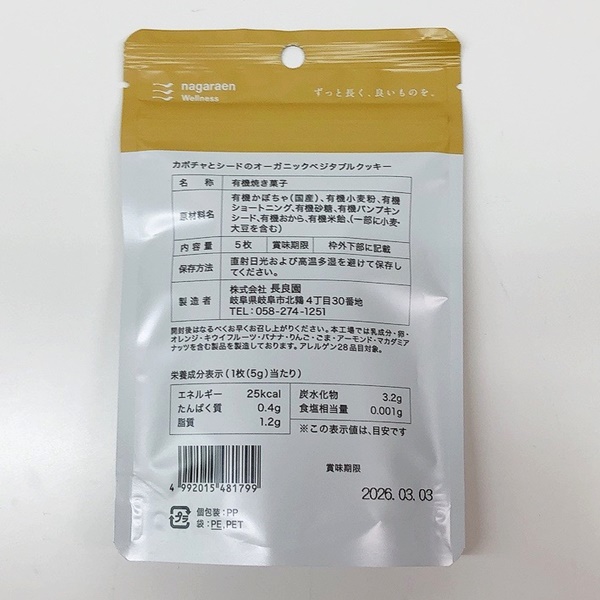 nagaraen
Wellness
ずっと長く、良いものを。
カボチャとシードのオーガニックベジタブルクッキー
名 称 有機焼き菓子
原材料名 有機かぼちゃ(国産)、有機小麦粉、有機
ショートニング、有機砂糖、有機パンプキン
シード、有機おから、有機米飴、(一部に小麦・
大豆を含む)
内 容 量 5枚 賞味期限 枠外下部に記載
保存方法 直射日光および高温多湿を避けて保存し
てください。
製 造 者 株式会社 長良園
岐阜県岐阜市北鶉4丁目30番地
TEL:058-274-1251
開封後はなるべくお早くお召し上がりください。本工場では乳成分・卵・
オレンジ・キウイフルーツ・バナナ・りんご・ごま・アーモンド・マカダミア
ナッツを含む製品を製造しております。アレルゲン28品目対象。
栄養成分表示(1枚(5g)当たり)
エネルギー 25kcal 炭水化物 3.2g
たんぱく質 0.4g 食塩相当量 0.001g
脂質 1.2g ※この表示値は、目安です
賞味期限
4 992015 481799
2026.03.03
プラ
個包装:PP
袋:PE,PET